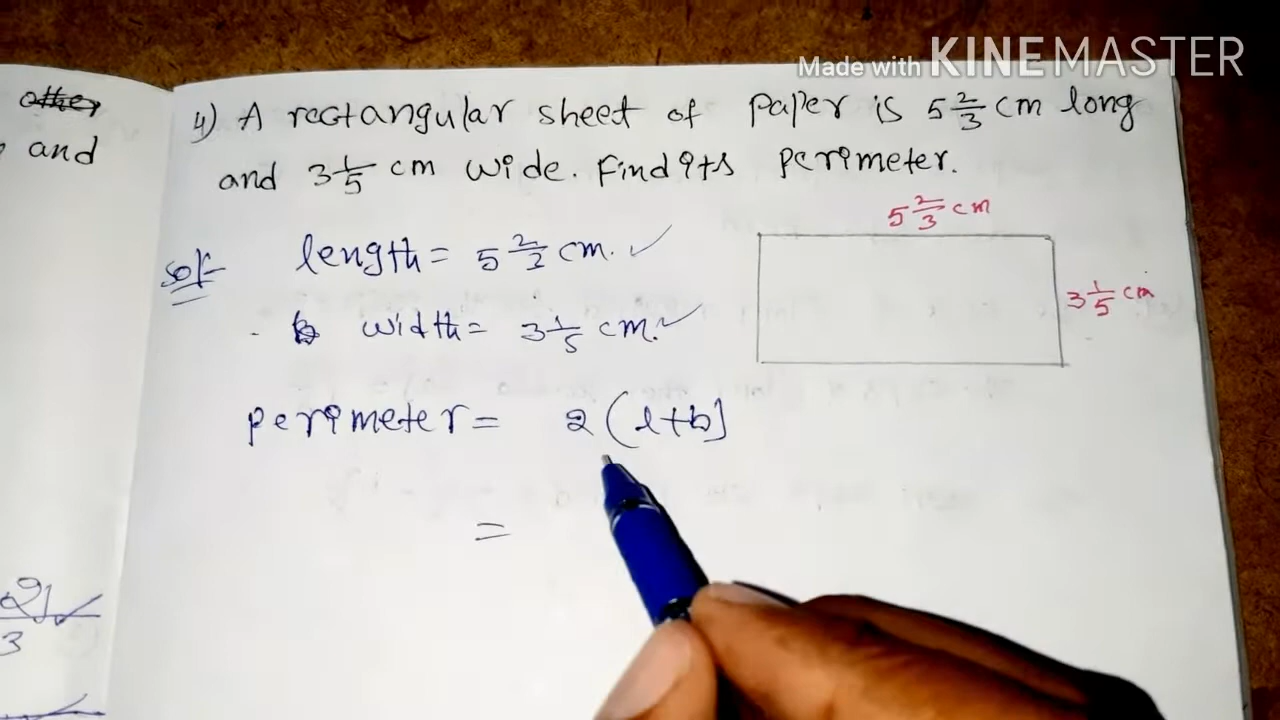 Made with KINEMASTER
other
and
4) A rectangular sheet of Paper is 5 2/3 cm long
and 3 1/5 cm wide. Find its perimeter.
5 2/3 cm
Sol:-
length = 5 2/3 cm. ✓
3 1/5 cm
width = 3 1/5 cm. ✓
perimeter = 2 (l+b]
=
21
3